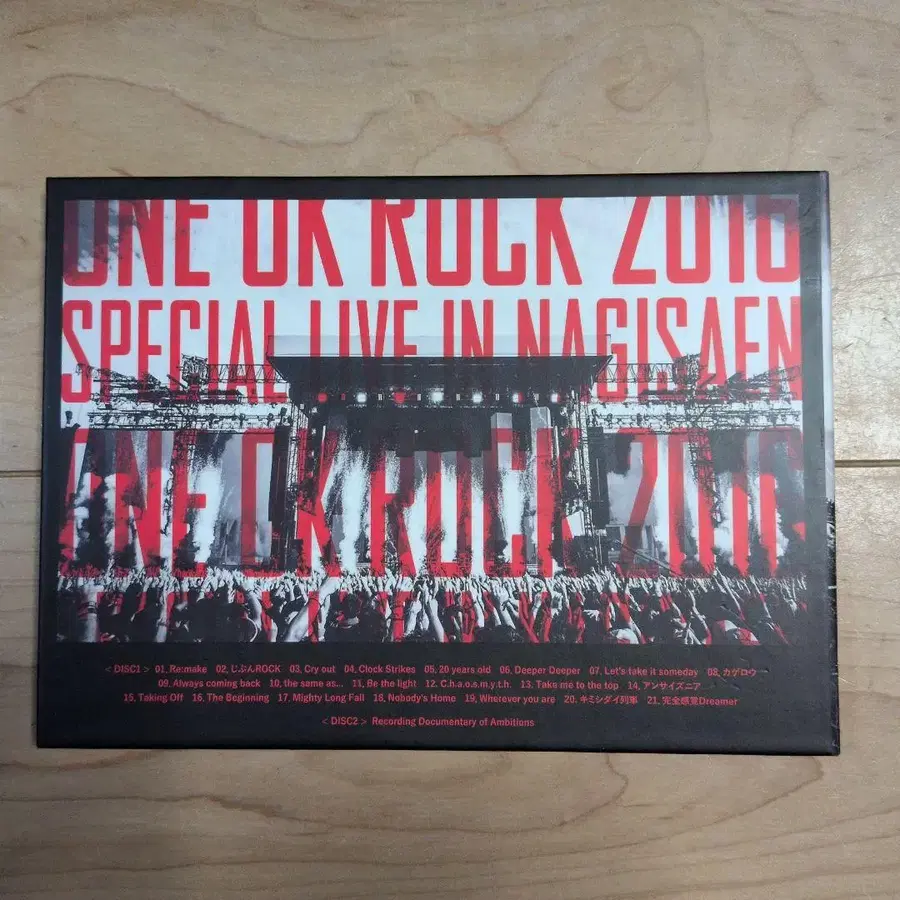 ONE OK ROCK 2016
SPECIAL LIVE IN NAGISAEN
ONE OK ROCK 2016
<DISC1> 01. Re:make 02. じぶんROCK 03. Cry out 04. Clock Strikes 05. 20 years old 06. Deeper Deeper 07. Let's take it someday 08. カゲロウ
09. Always coming back 10. the same as... 11. Be the light 12. C.h.a.o.s.m.y.t.h. 13. Take me to the top 14. アンサイズニア
15. Taking Off 16. The Beginning 17. Mighty Long Fall 18. Nobody's Home 19. Wherever you are 20. キミシダイ列車 21. 完全感覚Dreamer
<DISC2> Recording Documentary of Ambitions